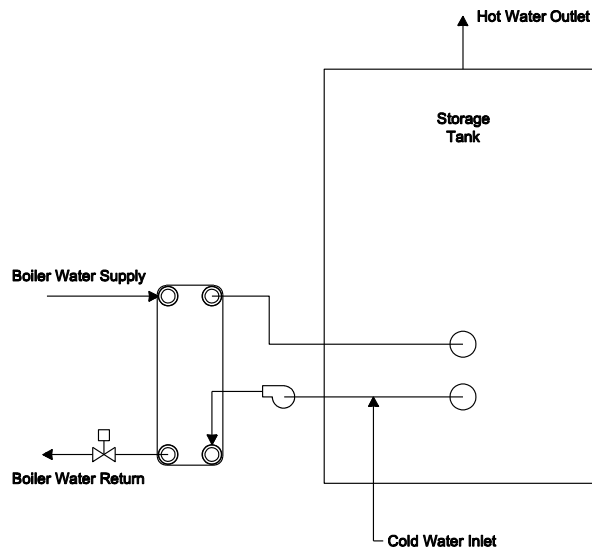 Hot Water Outlet
Storage
Tank
Boiler Water Supply
Boiler Water Return
Cold Water Inlet